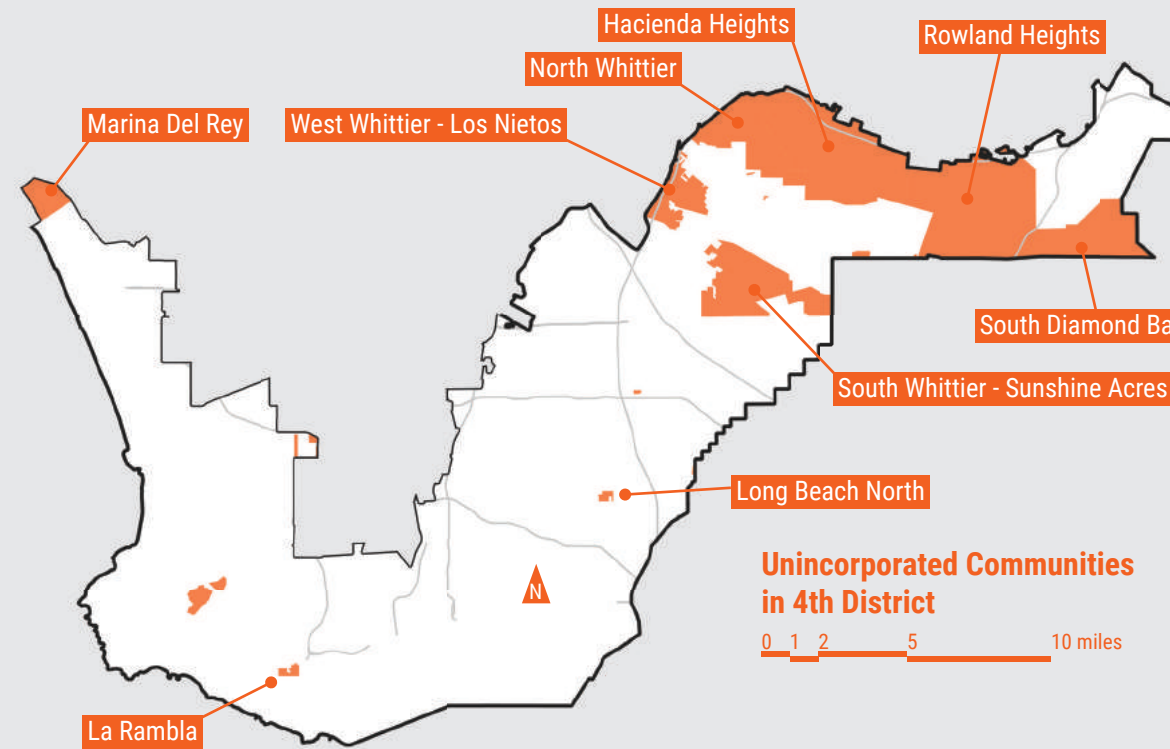 Hacienda Heights
Rowland Heights
North Whittier
Marina Del Rey
West Whittier - Los Nietos
South Diamond Ba
South Whittier - Sunshine Acres
Long Beach North
Unincorporated Communities
in 4th District
N
0 1 2 5 10 miles
La Rambla